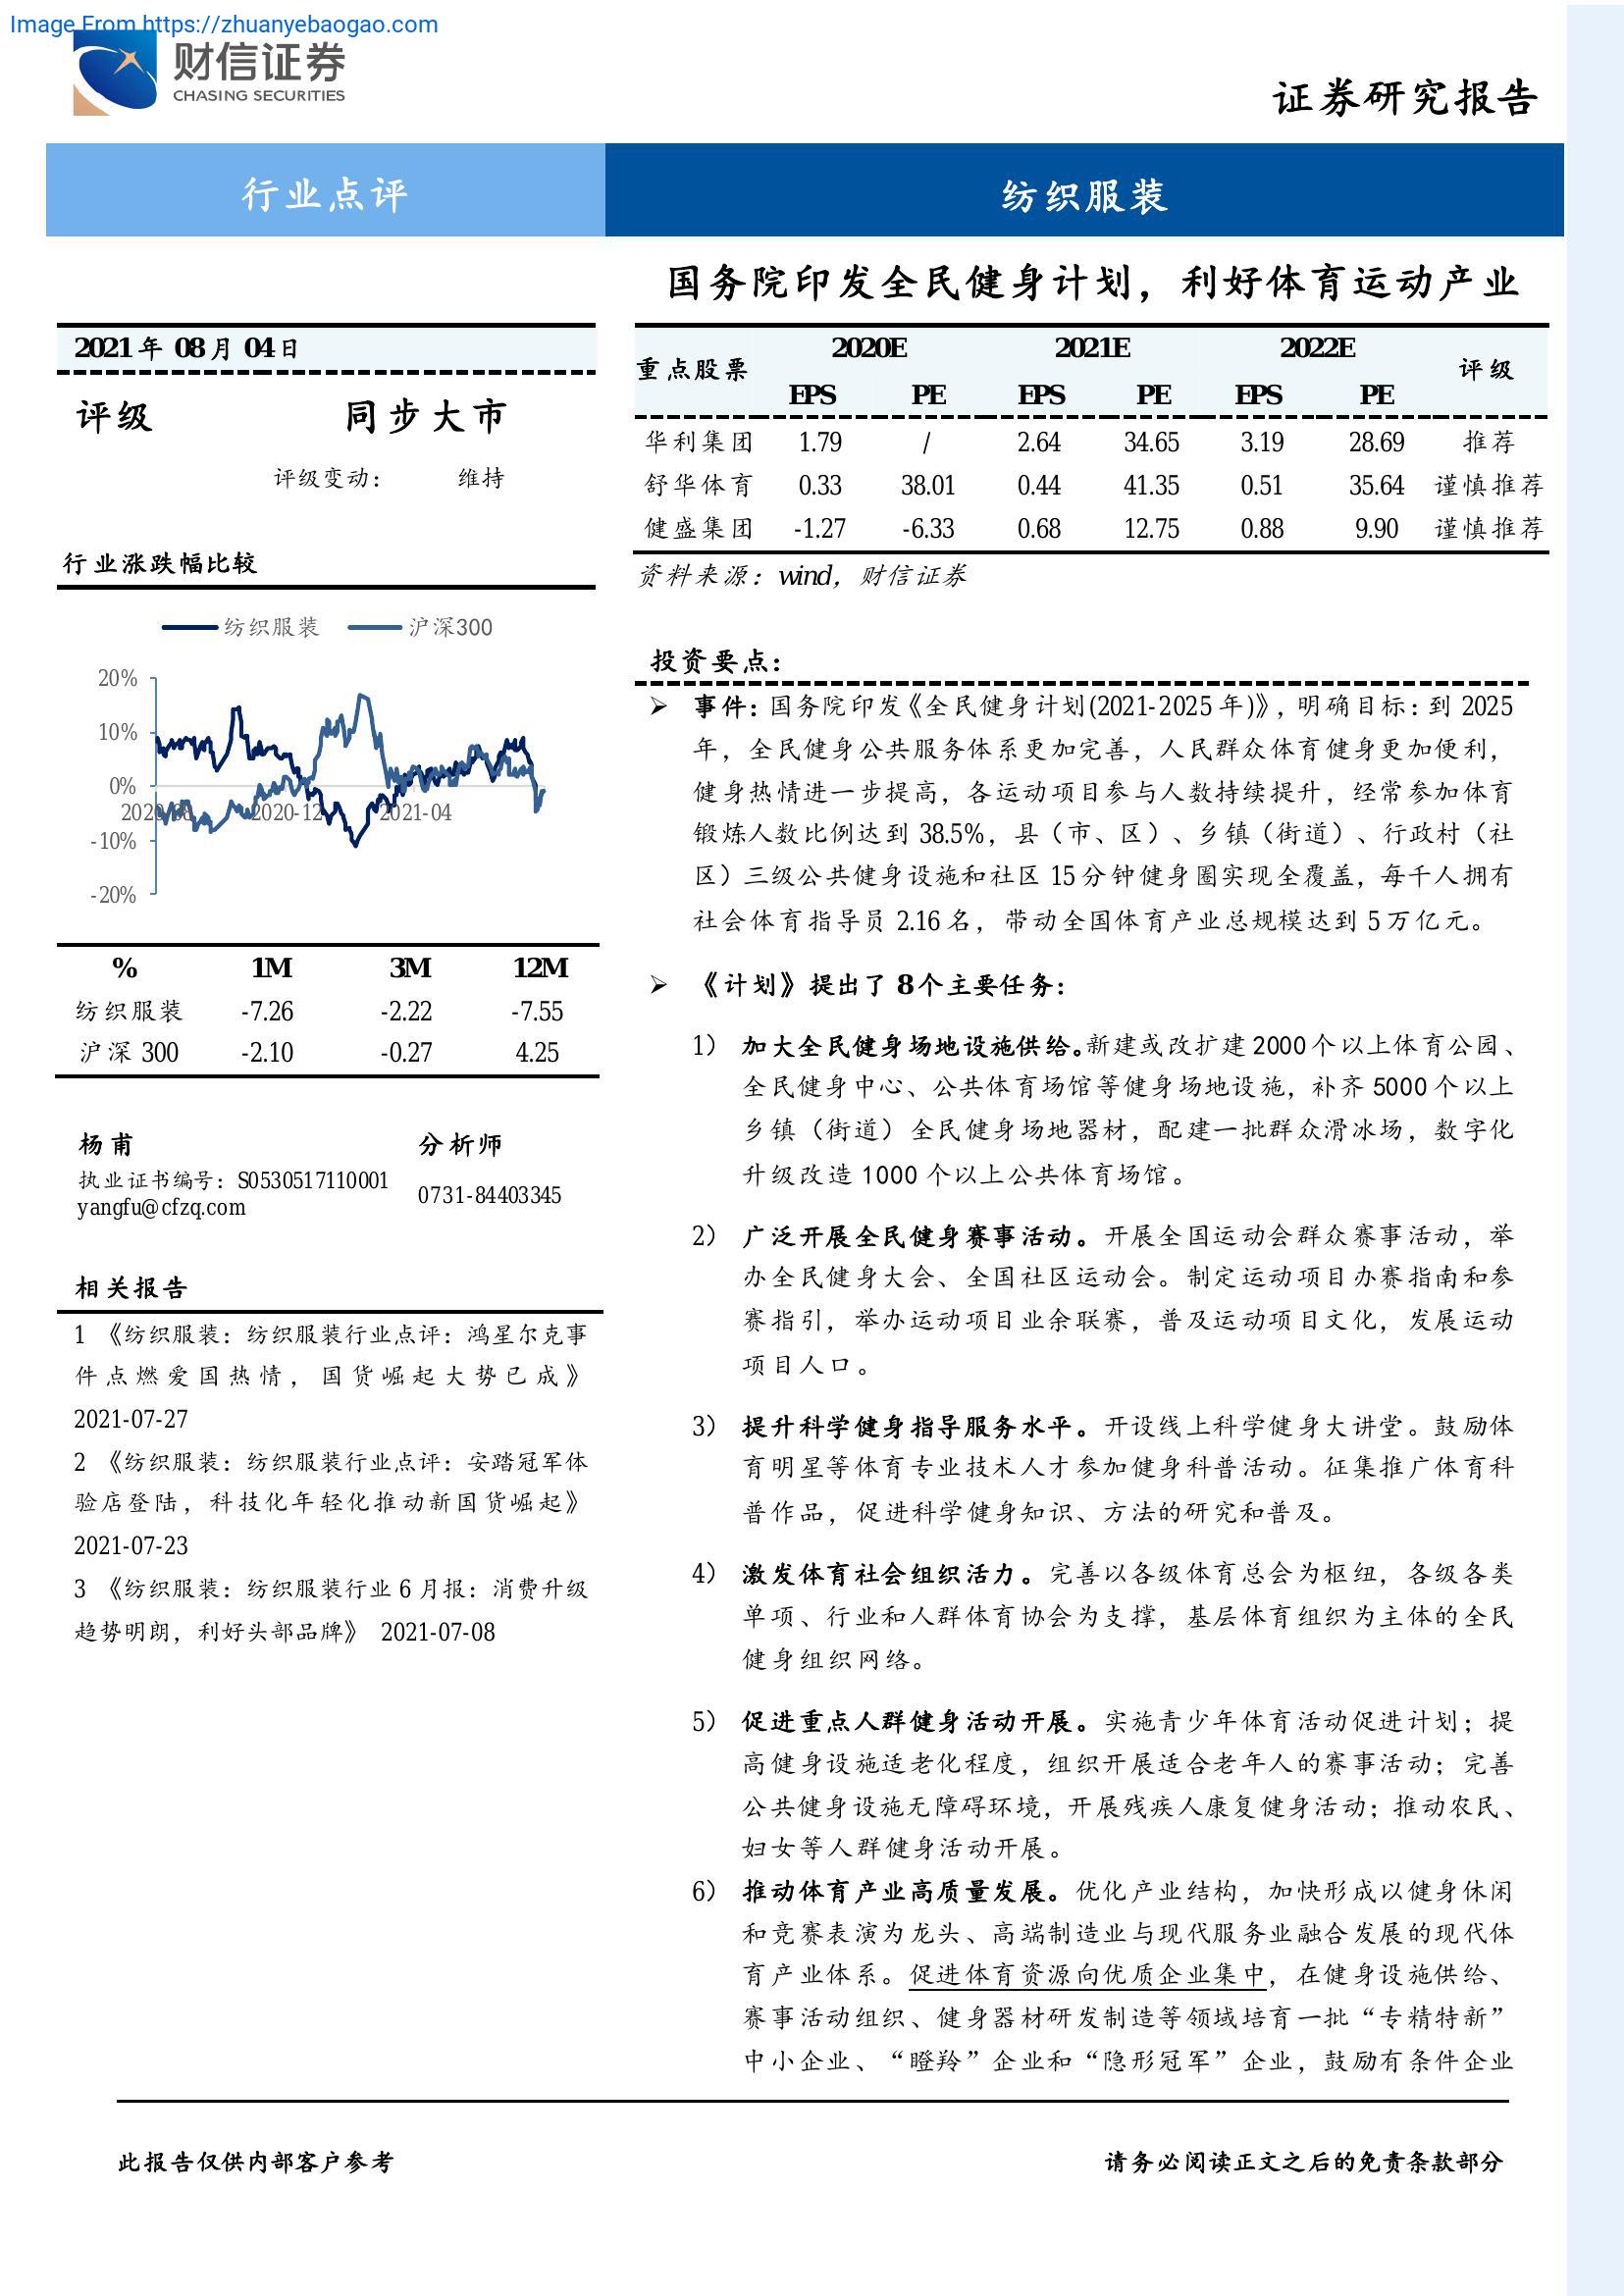 Image From https://zhuanyebaogao.com
财信证券
CHASING SECURITIES
证券研究报告
行业点评
纺织服装
国务院印发全民健身计划，利好体育运动产业
2021 年 08 月 04 日
评级 同步大市
评级变动： 维持
行业涨跌幅比较
纺织服装 沪深300
20%
10%
0%
2020-08 2020-12 2021-04
-10%
-20%
% 1M 3M 12M
纺织服装 -7.26 -2.22 -7.55
沪深 300 -2.10 -0.27 4.25
杨甫 分析师
执业证书编号：S0530517110001
yangfu@cfzq.com 0731-84403345
相关报告
1 《纺织服装：纺织服装行业点评：鸿星尔克事
件点燃爱国热情，国货崛起大势已成》
2021-07-27
2 《纺织服装：纺织服装行业点评：安踏冠军体
验店登陆，科技化年轻化推动新国货崛起》
2021-07-23
3 《纺织服装：纺织服装行业 6 月报：消费升级
趋势明朗，利好头部品牌》 2021-07-08
重点股票 2020E 2021E 2022E 评级
EPS PE EPS PE EPS PE
华利集团 1.79 / 2.64 34.65 3.19 28.69 推荐
舒华体育 0.33 38.01 0.44 41.35 0.51 35.64 谨慎推荐
健盛集团 -1.27 -6.33 0.68 12.75 0.88 9.90 谨慎推荐
资料来源：wind，财信证券
投资要点：
➢ 事件：国务院印发《全民健身计划(2021-2025 年)》，明确目标：到 2025
年，全民健身公共服务体系更加完善，人民群众体育健身更加便利，
健身热情进一步提高，各运动项目参与人数持续提升，经常参加体育
锻炼人数比例达到 38.5%，县（市、区）、乡镇（街道）、行政村（社
区）三级公共健身设施和社区 15 分钟健身圈实现全覆盖，每千人拥有
社会体育指导员 2.16 名，带动全国体育产业总规模达到 5 万亿元。
➢ 《计划》提出了 8 个主要任务：
1） 加大全民健身场地设施供给。新建或改扩建 2000 个以上体育公园、
全民健身中心、公共体育场馆等健身场地设施，补齐 5000 个以上
乡镇（街道）全民健身场地器材，配建一批群众滑冰场，数字化
升级改造 1000 个以上公共体育场馆。
2） 广泛开展全民健身赛事活动。开展全国运动会群众赛事活动，举
办全民健身大会、全国社区运动会。制定运动项目办赛指南和参
赛指引，举办运动项目业余联赛，普及运动项目文化，发展运动
项目人口。
3） 提升科学健身指导服务水平。开设线上科学健身大讲堂。鼓励体
育明星等体育专业技术人才参加健身科普活动。征集推广体育科
普作品，促进科学健身知识、方法的研究和普及。
4） 激发体育社会组织活力。完善以各级体育总会为枢纽，各级各类
单项、行业和人群体育协会为支撑，基层体育组织为主体的全民
健身组织网络。
5） 促进重点人群健身活动开展。实施青少年体育活动促进计划；提
高健身设施适老化程度，组织开展适合老年人的赛事活动；完善
公共健身设施无障碍环境，开展残疾人康复健身活动；推动农民、
妇女等人群健身活动开展。
6） 推动体育产业高质量发展。优化产业结构，加快形成以健身休闲
和竞赛表演为龙头、高端制造业与现代服务业融合发展的现代体
育产业体系。促进体育资源向优质企业集中，在健身设施供给、
赛事活动组织、健身器材研发制造等领域培育一批“专精特新”
中小企业、“瞪羚”企业和“隐形冠军”企业，鼓励有条件企业
此报告仅供内部客户参考
请务必阅读正文之后的免责条款部分